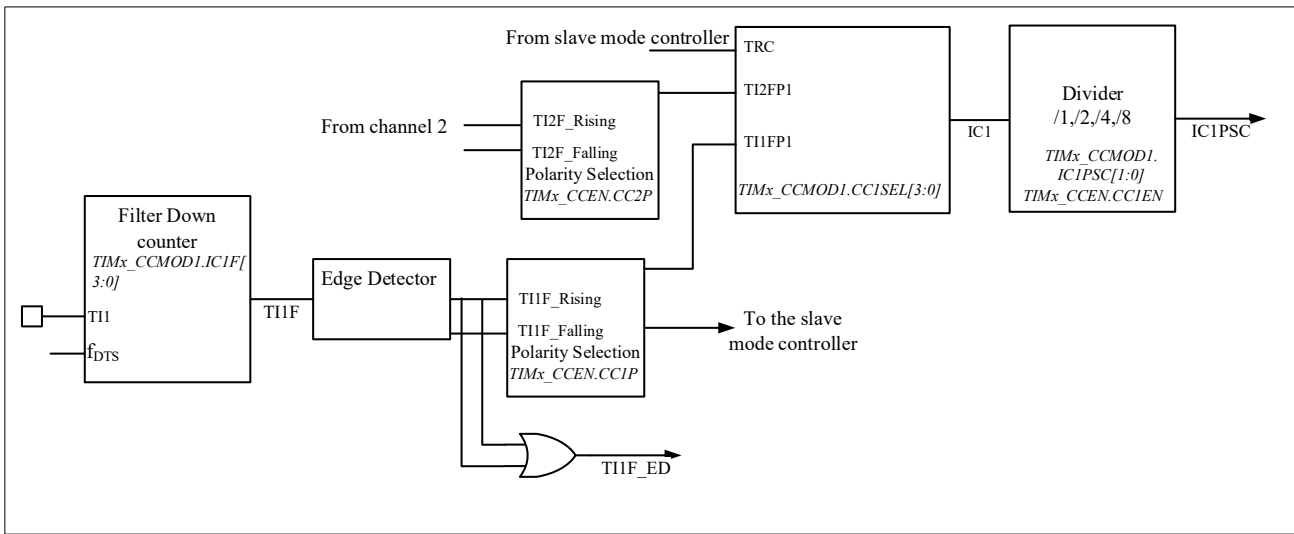 From slave mode controller
TRC
TI2FP1
TI1FP1
TIMx_CCMOD1.CC1SEL[3:0]
IC1
Divider
/1,/2,/4,/8
TIMx_CCMOD1.
IC1PSC[1:0]
TIMx_CCEN.CC1EN
IC1PSC
From channel 2
TI2F_Rising
TI2F_Falling
Polarity Selection
TIMx_CCEN.CC2P
Filter Down
counter
TIMx_CCMOD1.IC1F[
3:0]
TI1
fDTS
TI1F
Edge Detector
TI1F_Rising
TI1F_Falling
Polarity Selection
TIMx_CCEN.CC1P
To the slave
mode controller
TI1F_ED